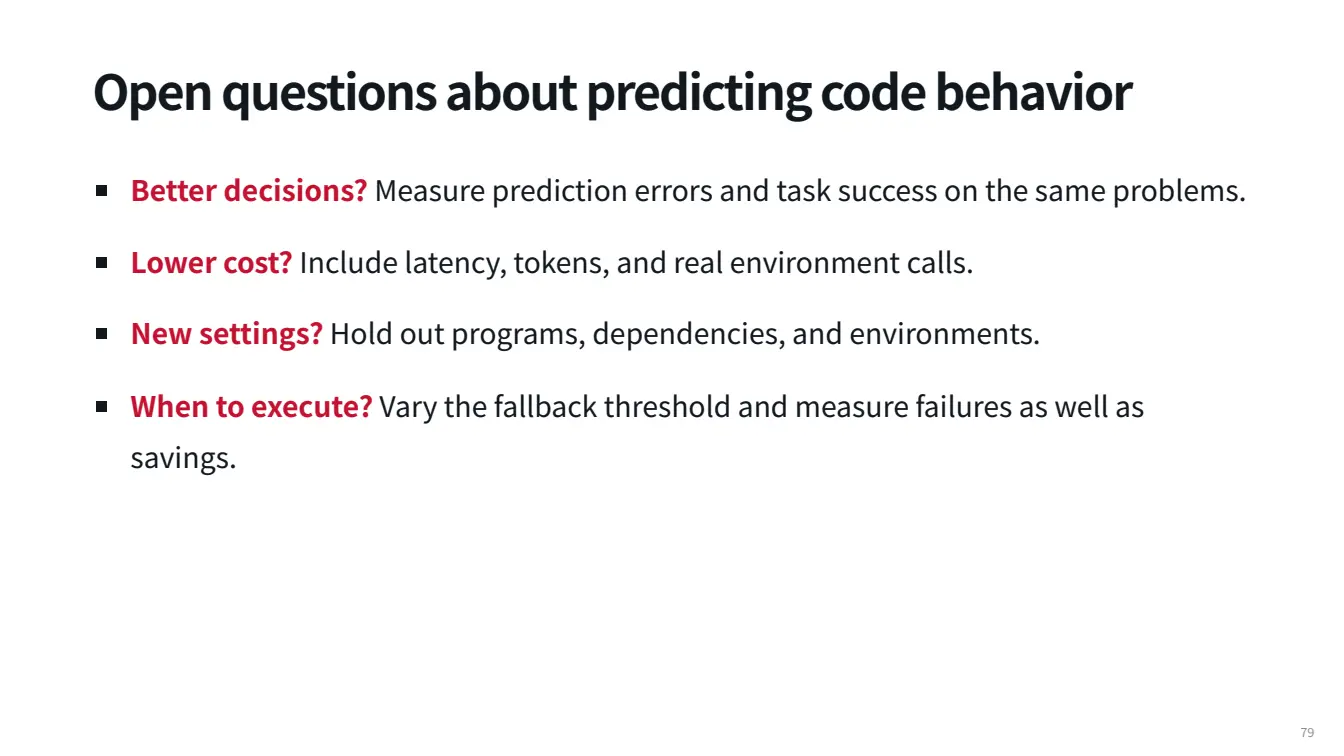 Open questions about predicting code behavior
Better decisions? Measure prediction errors and task success on the same problems.
Lower cost? Include latency, tokens, and real environment calls.
New settings? Hold out programs, dependencies, and environments.
When to execute? Vary the fallback threshold and measure failures as well as
savings.
79